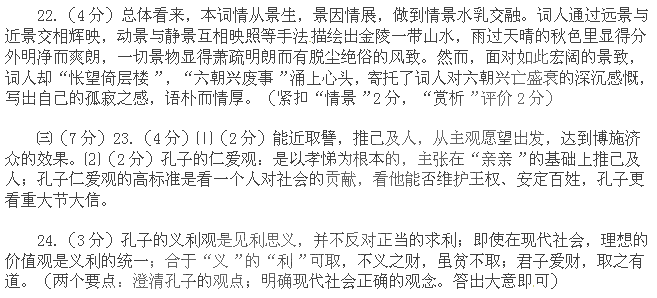 22.（4分）总体看来，本词情从景生，景因情展，做到情景水乳交融。词人通过远景与
近景交相辉映，动景与静景互相映照等手法描绘出金陵一带山水，雨过天晴的秋色里显得分
外明净而爽朗，一切景物显得萧疏明朗而有脱尘绝俗的风致。然而，面对如此宏阔的景致，
词人却“怅望倚层楼”，“六朝兴废事”涌上心头，寄托了词人对六朝兴亡盛衰的深沉感慨，
写出自己的孤寂之感，语朴而情厚。（紧扣“情景”2分，“赏析”评价2分）
㈢（7分）23.（4分）⑴（2分）能近取譬，推己及人，从主观愿望出发，达到博施济
众的效果。⑵（2分）孔子的仁爱观：是以孝悌为根本的，主张在“亲亲”的基础上推己及
人；孔子仁爱观的高标准是看一个人对社会的贡献，看他能否维护王权、安定百姓，孔子更
看重大节大信。
24.（3分）孔子的义利观是见利思义，并不反对正当的求利；即使在现代社会，理想的
价值观是义利的统一；合于“义”的“利”可取，不义之财，虽贫不取；君子爱财，取之有
道。（两个要点：澄清孔子的观点；明确现代社会正确的观念。答出大意即可）